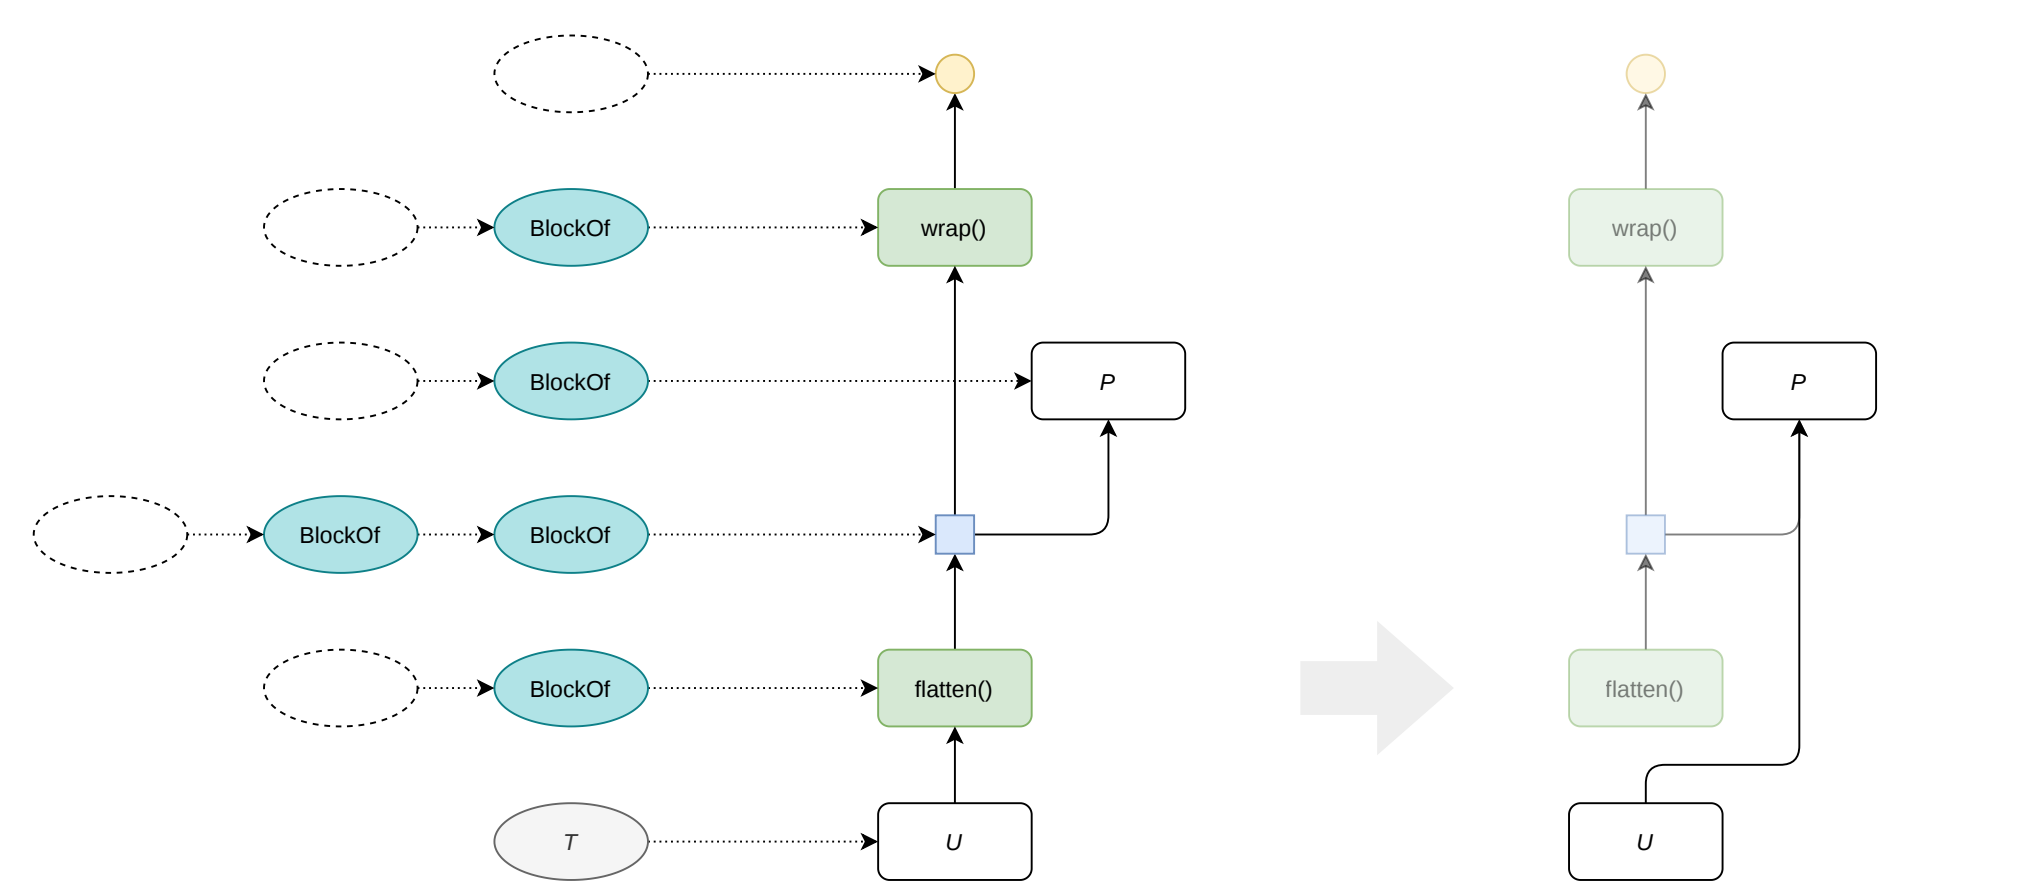 BlockOf
wrap()
wrap()
BlockOf
P
P
BlockOf
BlockOf
BlockOf
flatten()
flatten()
T
U
U